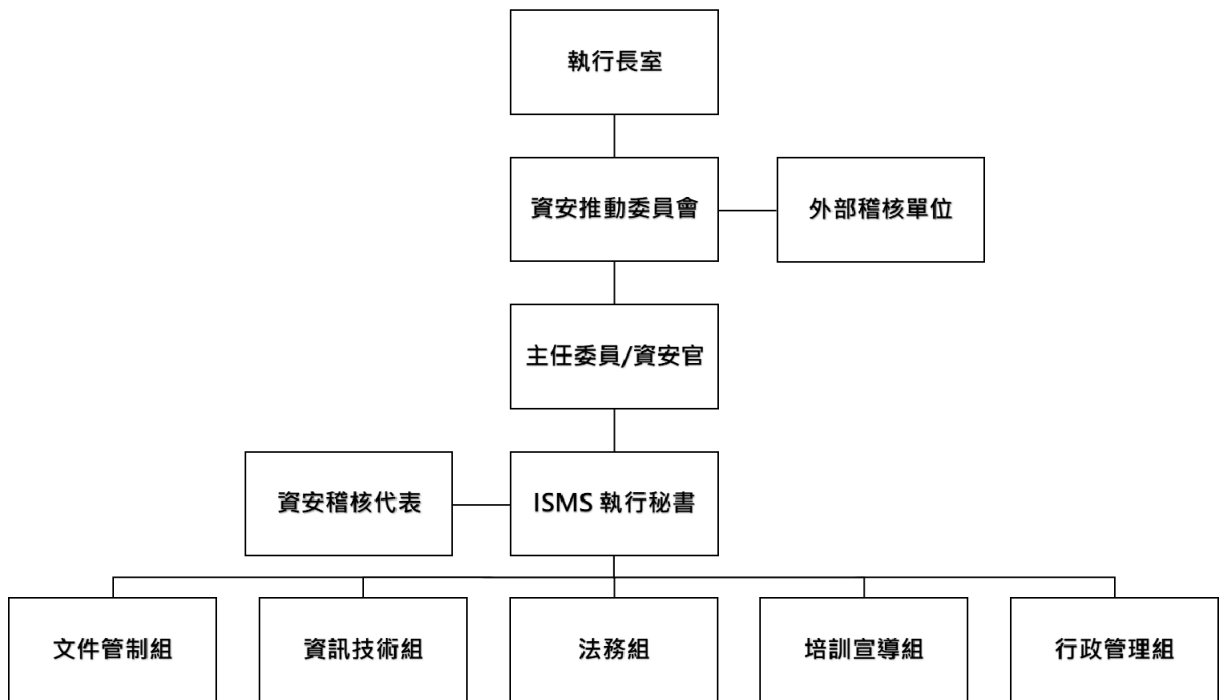 執行長室
資安推動委員會
外部稽核單位
主任委員/資安官
資安稽核代表
ISMS 執行秘書
文件管制組
資訊技術組
法務組
培訓宣導組
行政管理組